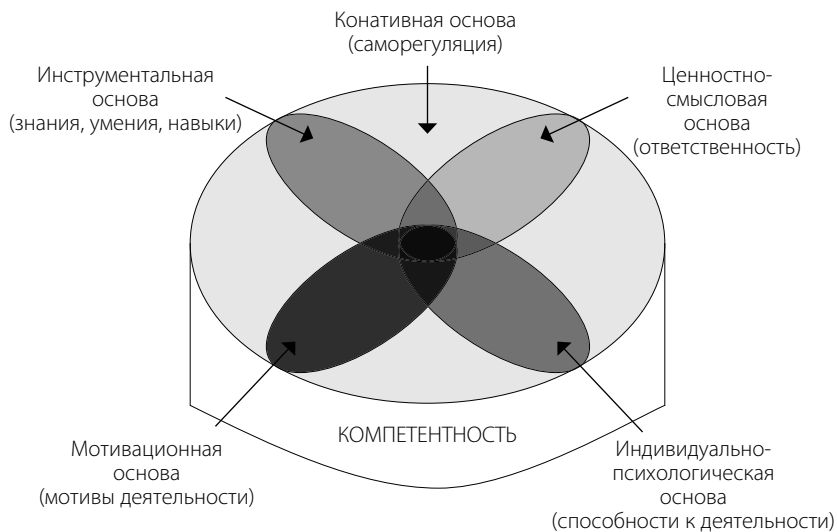 Конативная основа
(саморегуляция)
Инструментальная
основа
(знания, умения, навыки)
Ценностно-
смысловая
основа
(ответственность)
КОМПЕТЕНТНОСТЬ
Мотивационная
основа
(мотивы деятельности)
Индивидуально-
психологическая
основа
(способности к деятельности)